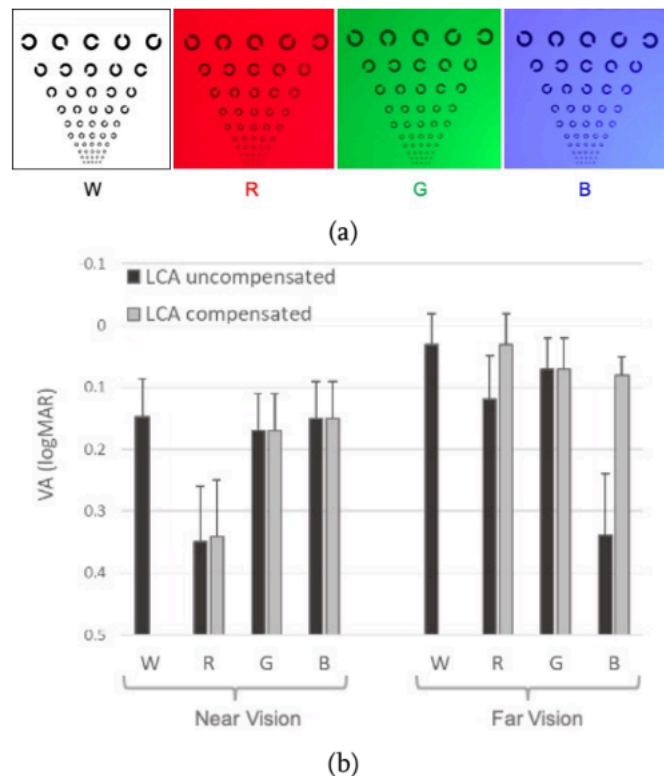 W R G B
(a)
0.1
LCA uncompensated
0
LCA compensated
0.1
0.2
VA (logMAR)
0.3
0.4
0.5
W R G B W R G B
Near Vision Far Vision
(b)